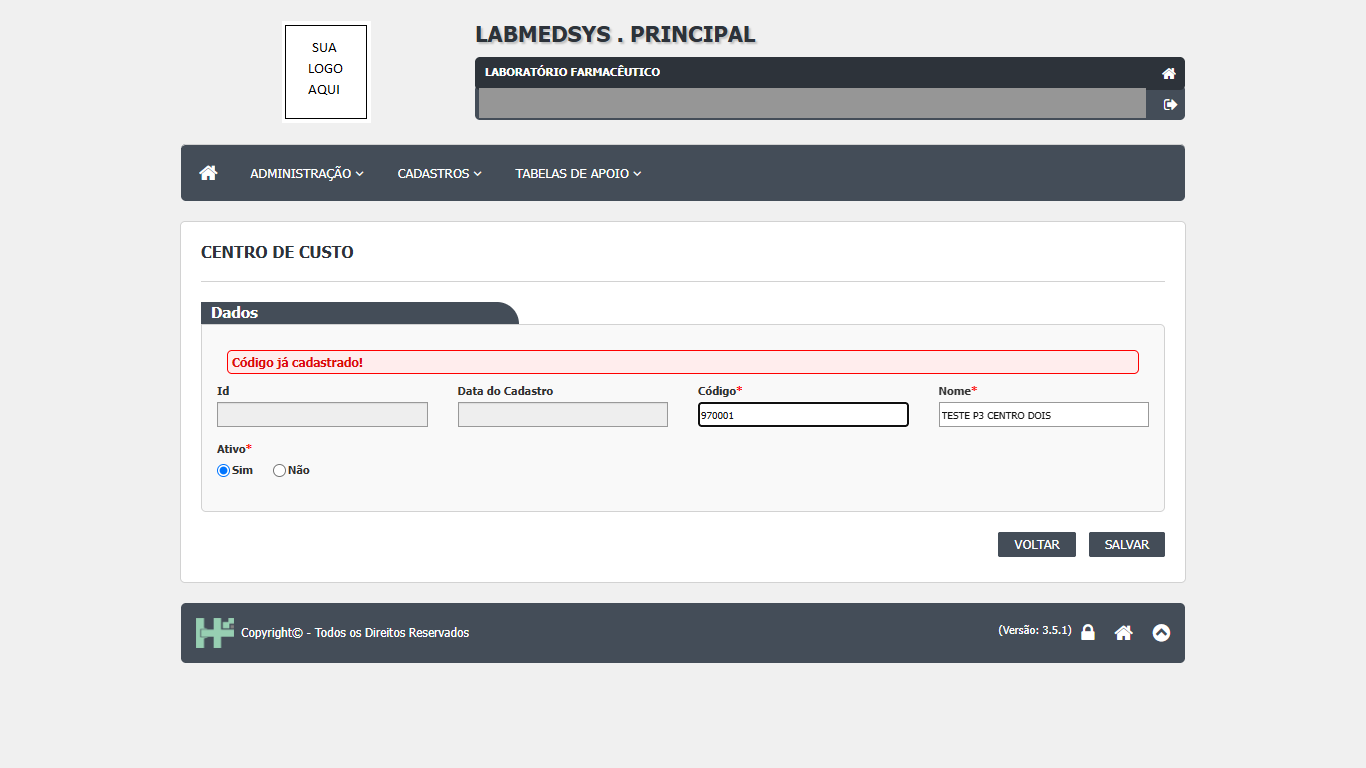 SUA
LOGO
AQUI
LABMEDSYS . PRINCIPAL
LABORATÓRIO FARMACÊUTICO
ADMINISTRAÇÃO CADASTROS TABELAS DE APOIO
CENTRO DE CUSTO
Dados
Código já cadastrado!
Id Data do Cadastro Código* Nome*
970001 TESTE P3 CENTRO DOIS
Ativo*
Sim Não
VOLTAR SALVAR
Copyright© - Todos os Direitos Reservados (Versão: 3.5.1)